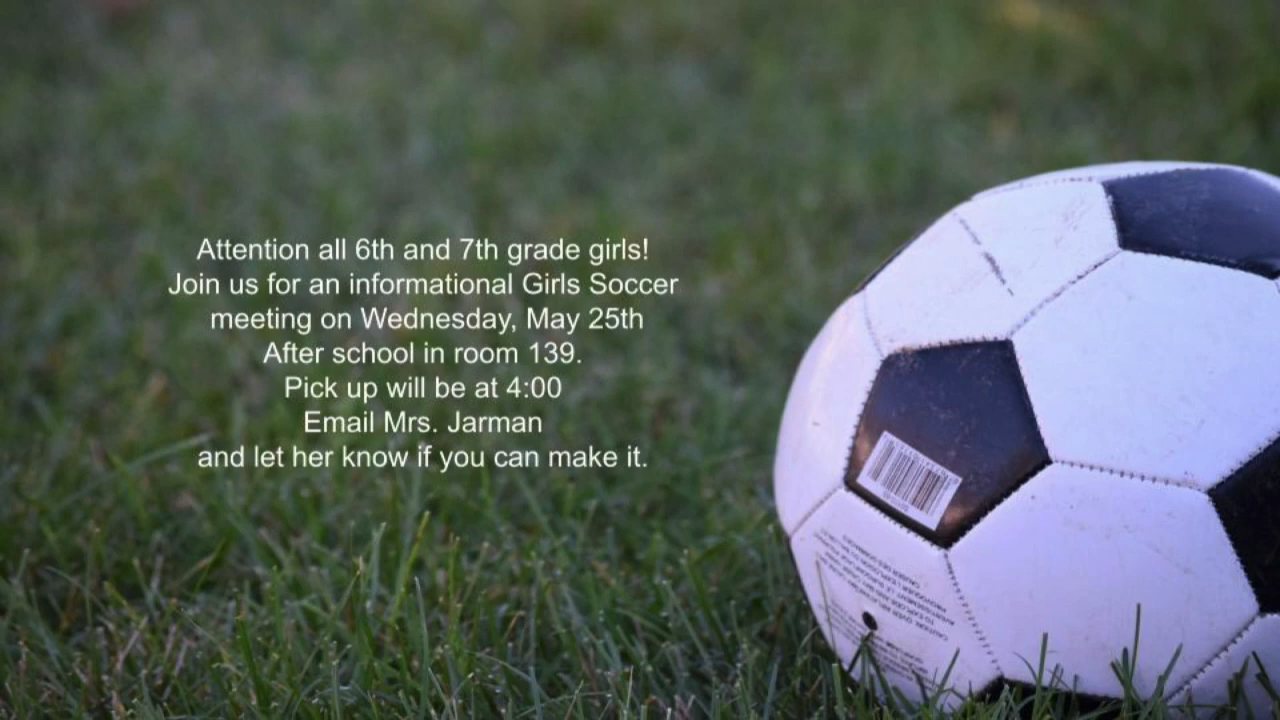 Attention all 6th and 7th grade girls!
Join us for an informational Girls Soccer
meeting on Wednesday, May 25th
After school in room 139.
Pick up will be at 4:00
Email Mrs. Jarman
and let her know if you can make it.